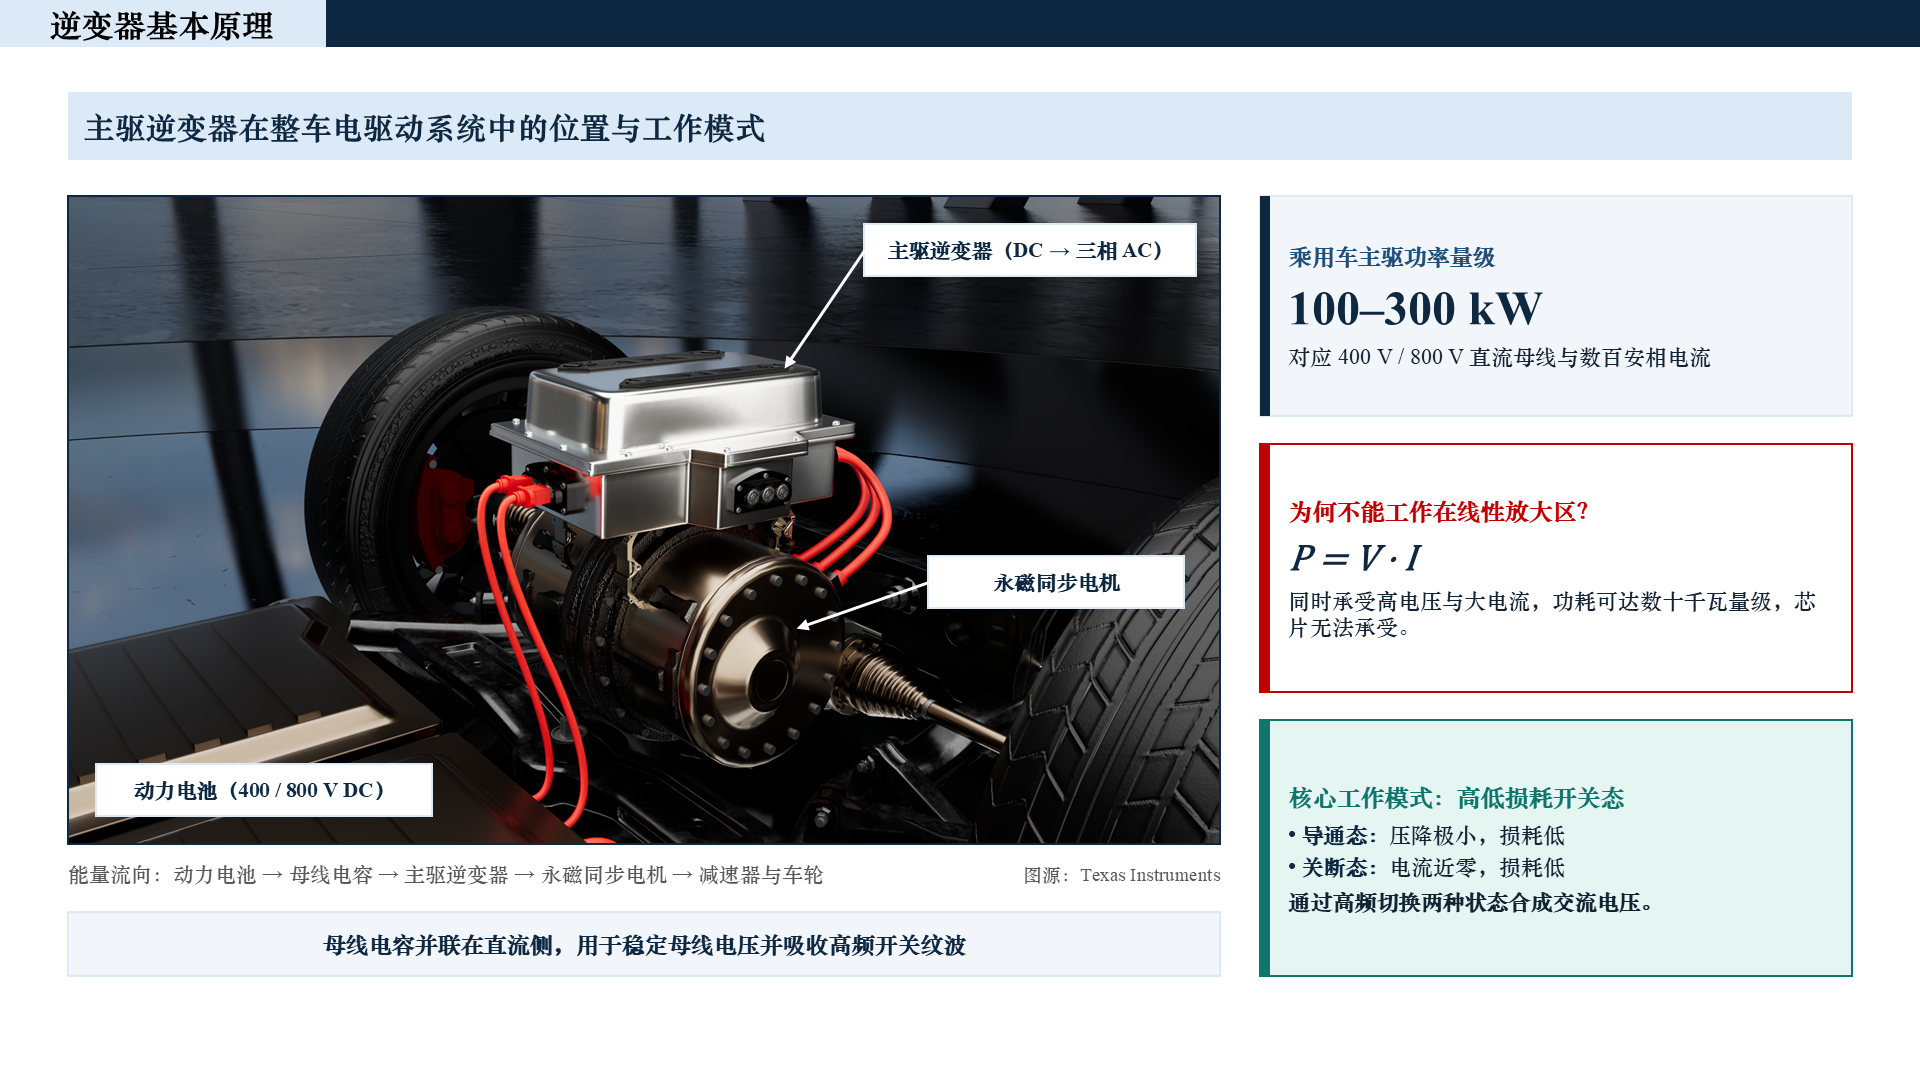 逆变器基本原理
主驱逆变器在整车电驱动系统中的位置与工作模式
主驱逆变器（DC → 三相 AC）
永磁同步电机
动力电池（400 / 800 V DC）
能量流向：动力电池 → 母线电容 → 主驱逆变器 → 永磁同步电机 → 减速器与车轮
图源：Texas Instruments
母线电容并联在直流侧，用于稳定母线电压并吸收高频开关纹波
乘用车主驱功率量级
100–300 kW
对应 400 V / 800 V 直流母线与数百安相电流
为何不能工作在线性放大区？
P = V · I
同时承受高电压与大电流，功耗可达数十千瓦量级，芯
片无法承受。
核心工作模式：高低损耗开关态
• 导通态：压降极小，损耗低
• 关断态：电流近零，损耗低
通过高频切换两种状态合成交流电压。